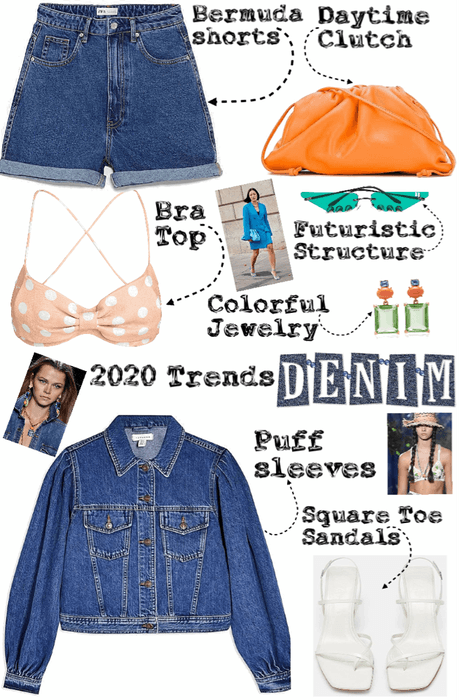 Bermuda
shorts
Daytime
Clutch
Bra
Top
Futuristic
Structure
Colorful
Jewelry
2020 Trends
DENIM
Puff
sleeves
Square Toe
Sandals